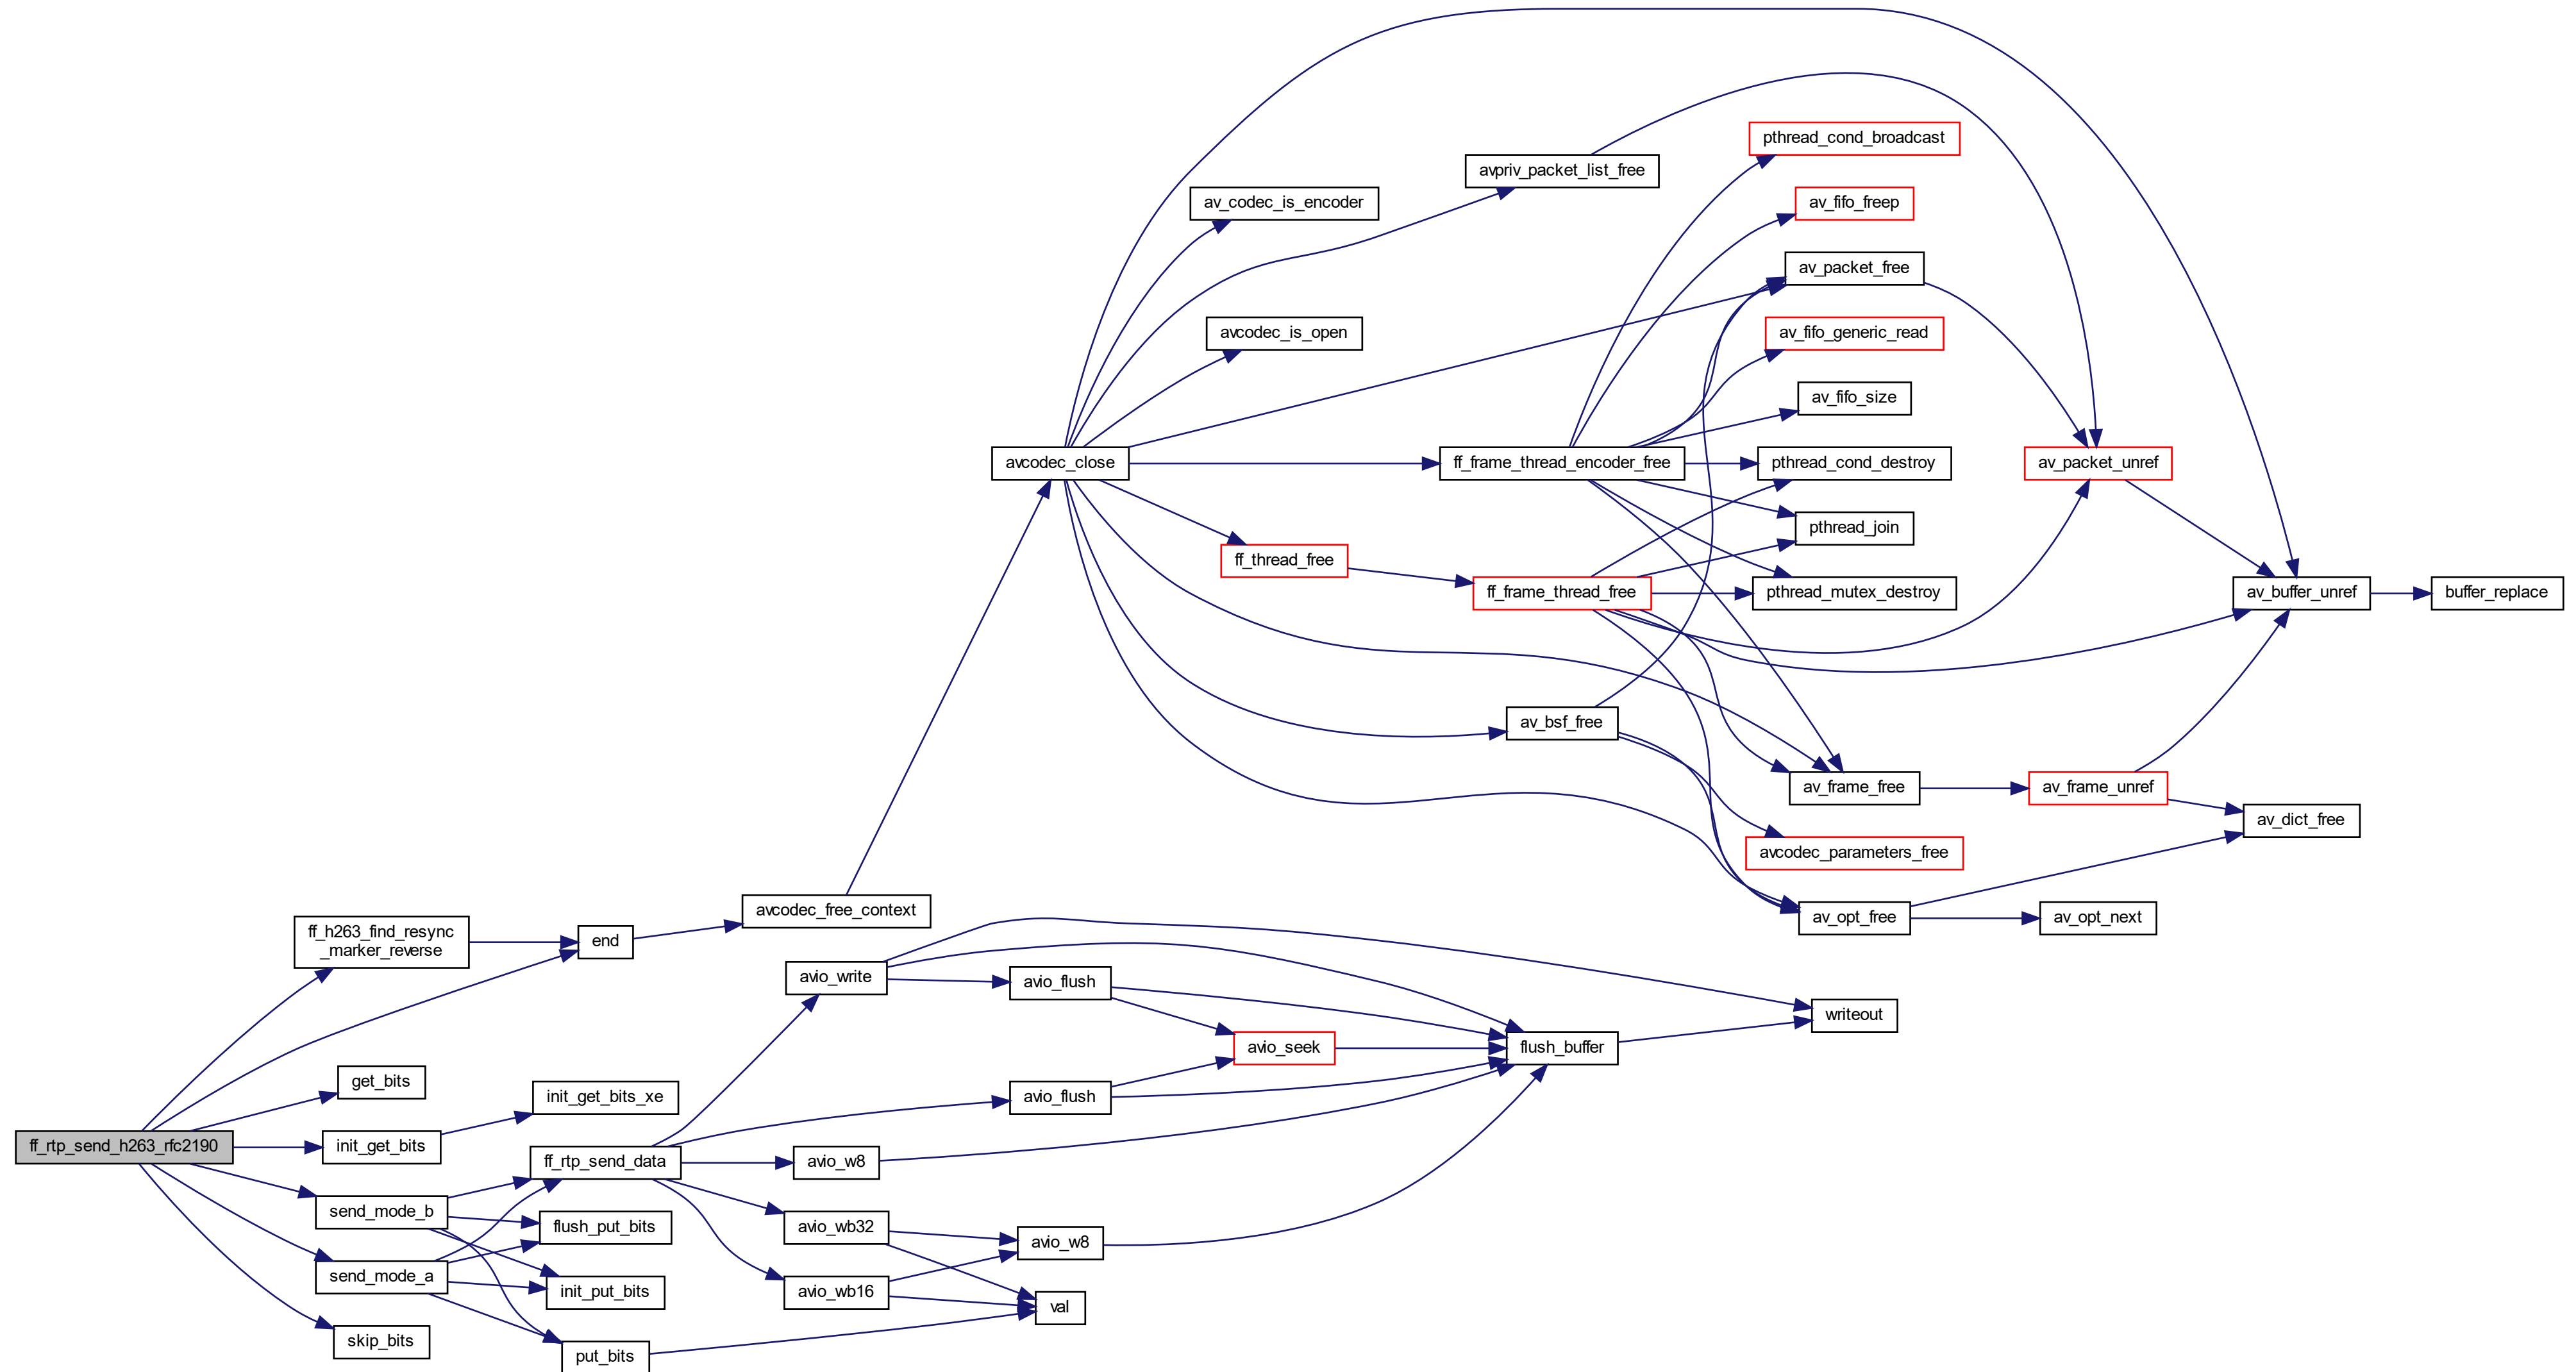 pthread_cond_broadcast
avpriv_packet_list_free
av_codec_is_encoder
av_fifo_freep
av_packet_free
avcodec_is_open
av_fifo_generic_read
av_fifo_size
avcodec_close
ff_frame_thread_encoder_free
pthread_cond_destroy
av_packet_unref
pthread_join
ff_thread_free
ff_frame_thread_free
pthread_mutex_destroy
av_buffer_unref
buffer_replace
av_bsf_free
av_frame_free
av_frame_unref
av_dict_free
avcodec_parameters_free
avcodec_free_context
av_opt_free
av_opt_next
ff_h263_find_resync
_marker_reverse
end
avio_write
avio_flush
writeout
avio_seek
flush_buffer
get_bits
init_get_bits_xe
avio_flush
ff_rtp_send_h263_rfc2190
init_get_bits
ff_rtp_send_data
avio_w8
send_mode_b
flush_put_bits
avio_wb32
avio_w8
send_mode_a
init_put_bits
avio_wb16
val
skip_bits
put_bits